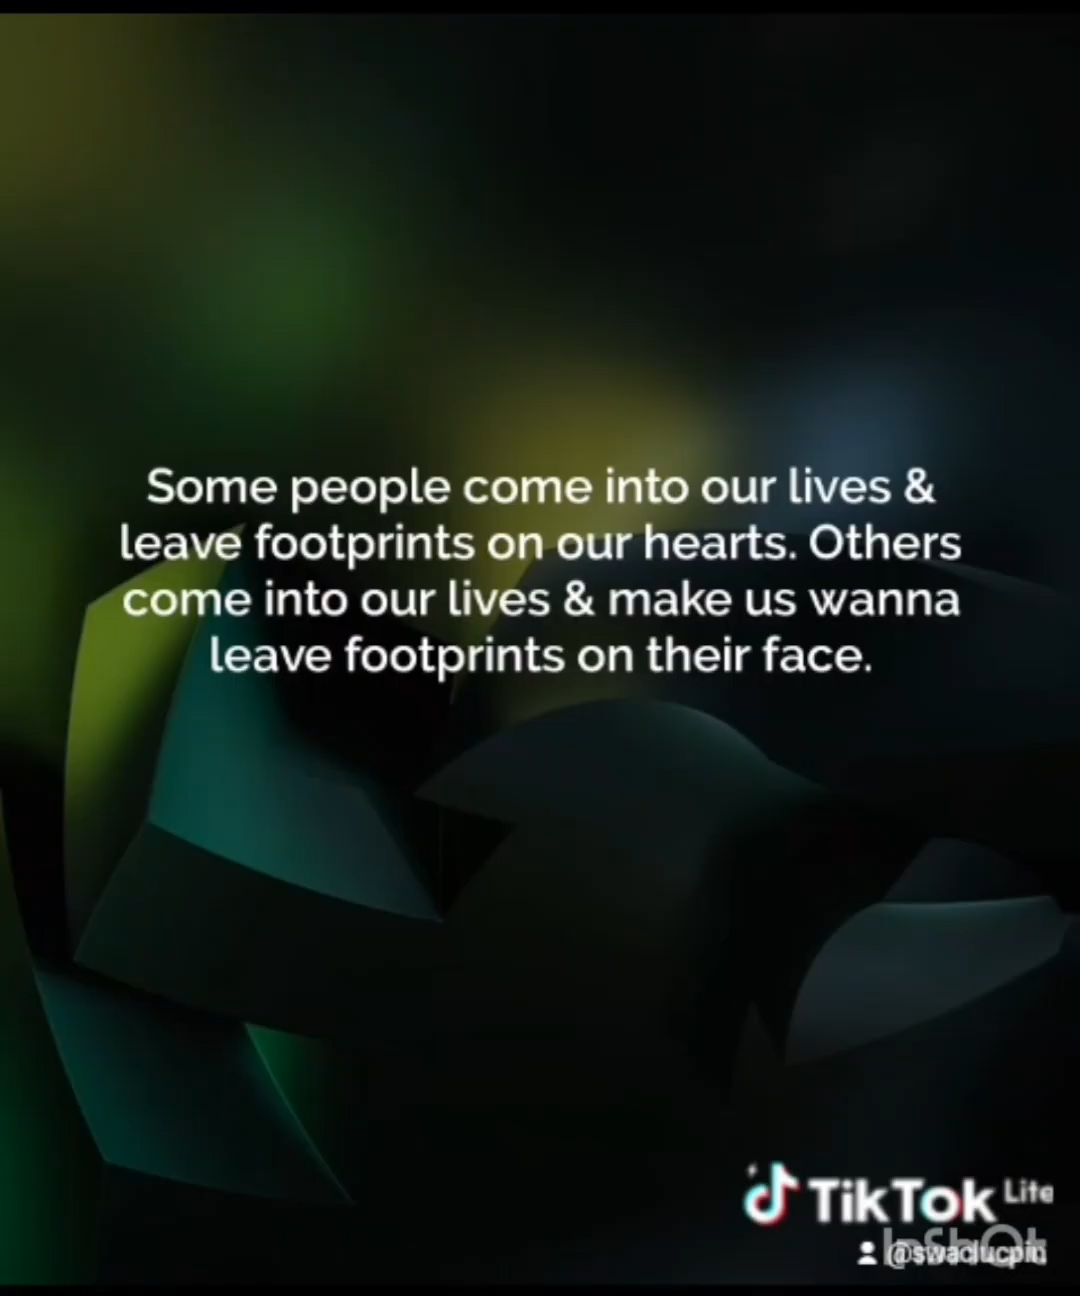 Some people come into our lives &
leave footprints on our hearts. Others
come into our lives & make us wanna
leave footprints on their face.
TikTok Lite
InShOt